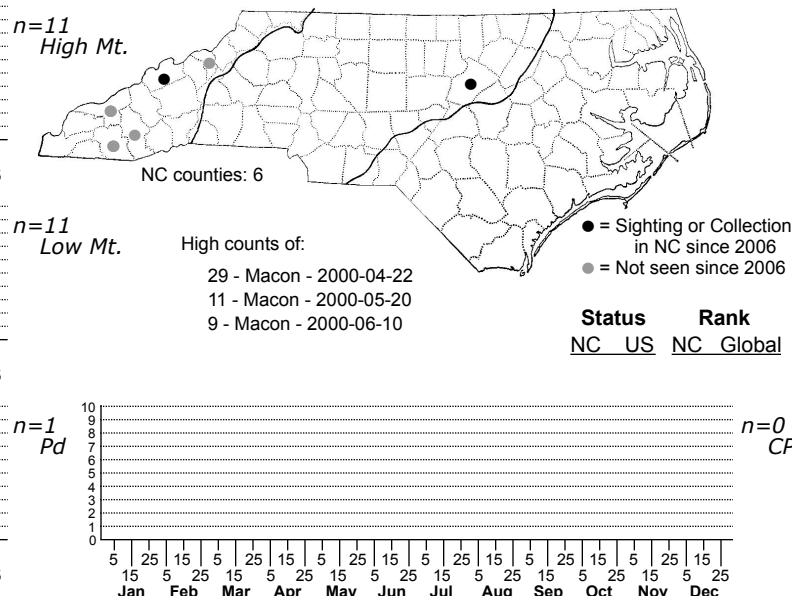 n=11
High Mt.
NC counties: 6
n=11
Low Mt.
High counts of:
29 - Macon - 2000-04-22
11 - Macon - 2000-05-20
9 - Macon - 2000-06-10
● = Sighting or Collection
in NC since 2006
● = Not seen since 2006
Status Rank
NC US NC Global
n=1
Pd
n=0
CP
10
9
8
7
6
5
4
3
2
1
0
5 25 15 5 25 15 5 25 15 5 25 15 5 25 15 5 25 15
15 5 25 15 5 25 15 5 25 15 5 25 15 5 25 15 5 25
Jan Feb Mar Apr May Jun Jul Aug Sep Oct Nov Dec